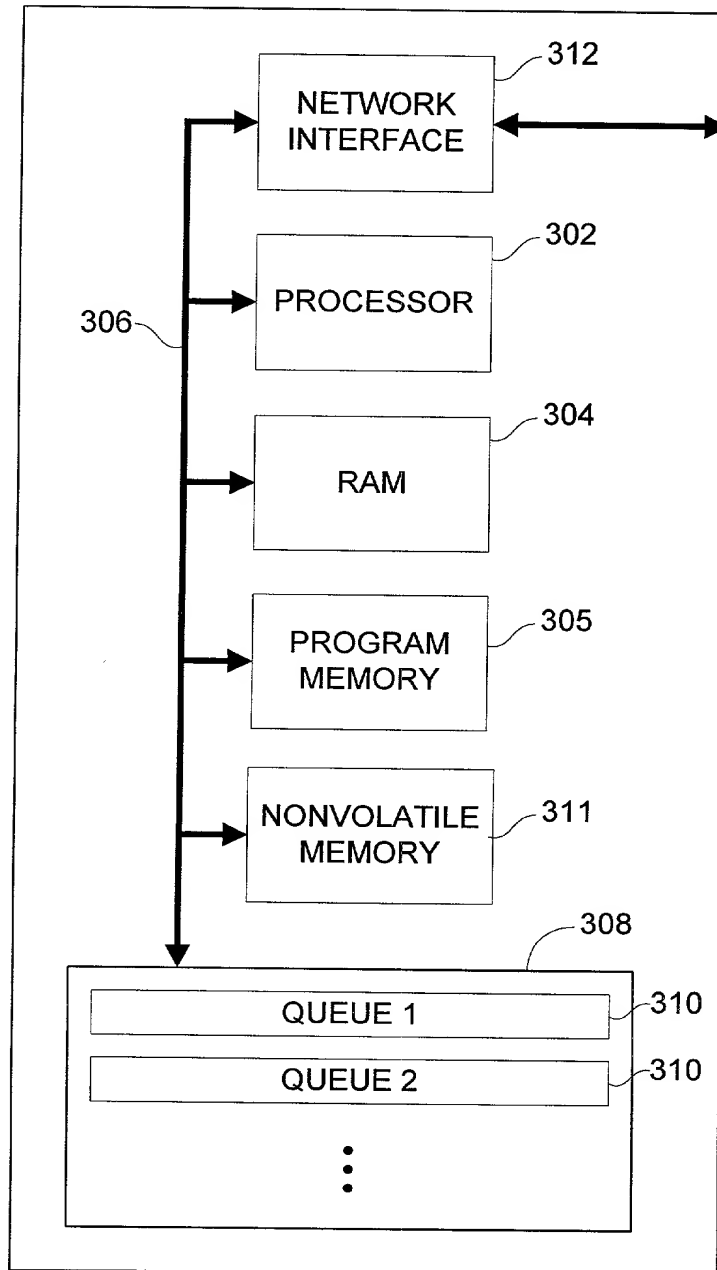 312
NETWORK
INTERFACE
302
PROCESSOR
306
304
RAM
305
PROGRAM
MEMORY
NONVOLATILE
MEMORY
311
308
QUEUE 1
310
QUEUE 2
310